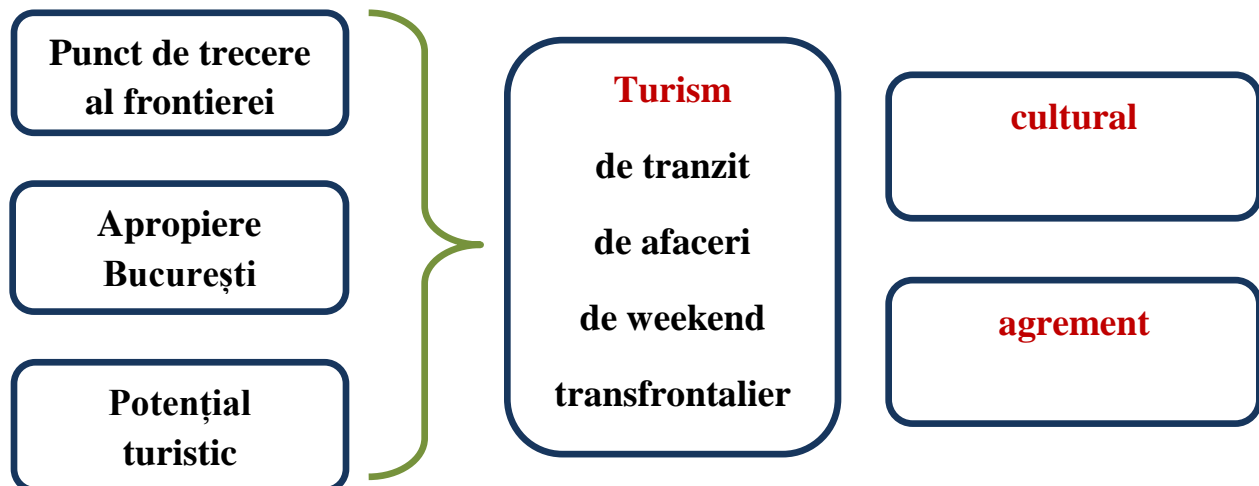 Punct de trecere
al frontierei
Apropiere
București
Potențial
turistic
Turism
de tranzit
de afaceri
de weekend
transfrontalier
cultural
agrement